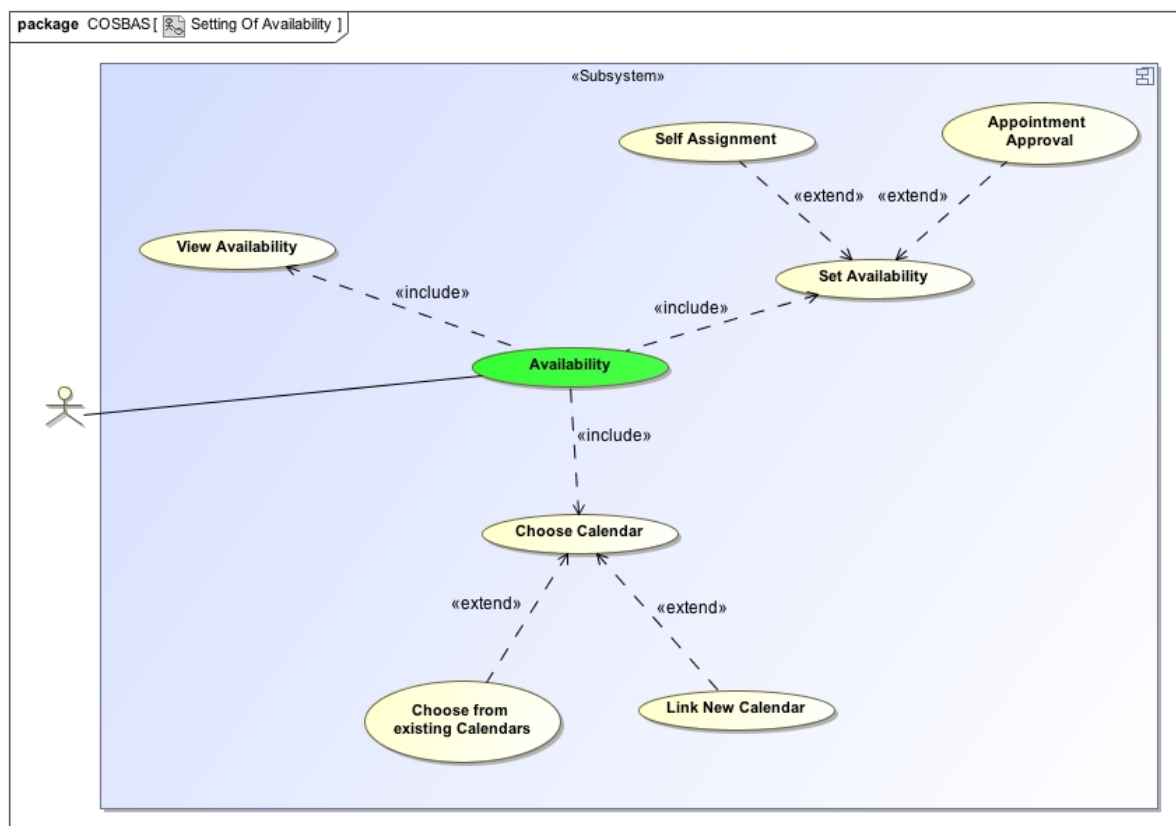 package COSBAS[ Setting Of Availability ]
«Subsystem»
Self Assignment
Appointment
Approval
«extend»
«extend»
View Availability
Set Availability
«include»
«include»
Availability
«include»
Choose Calendar
«extend»
«extend»
Choose from
existing Calendars
Link New Calendar